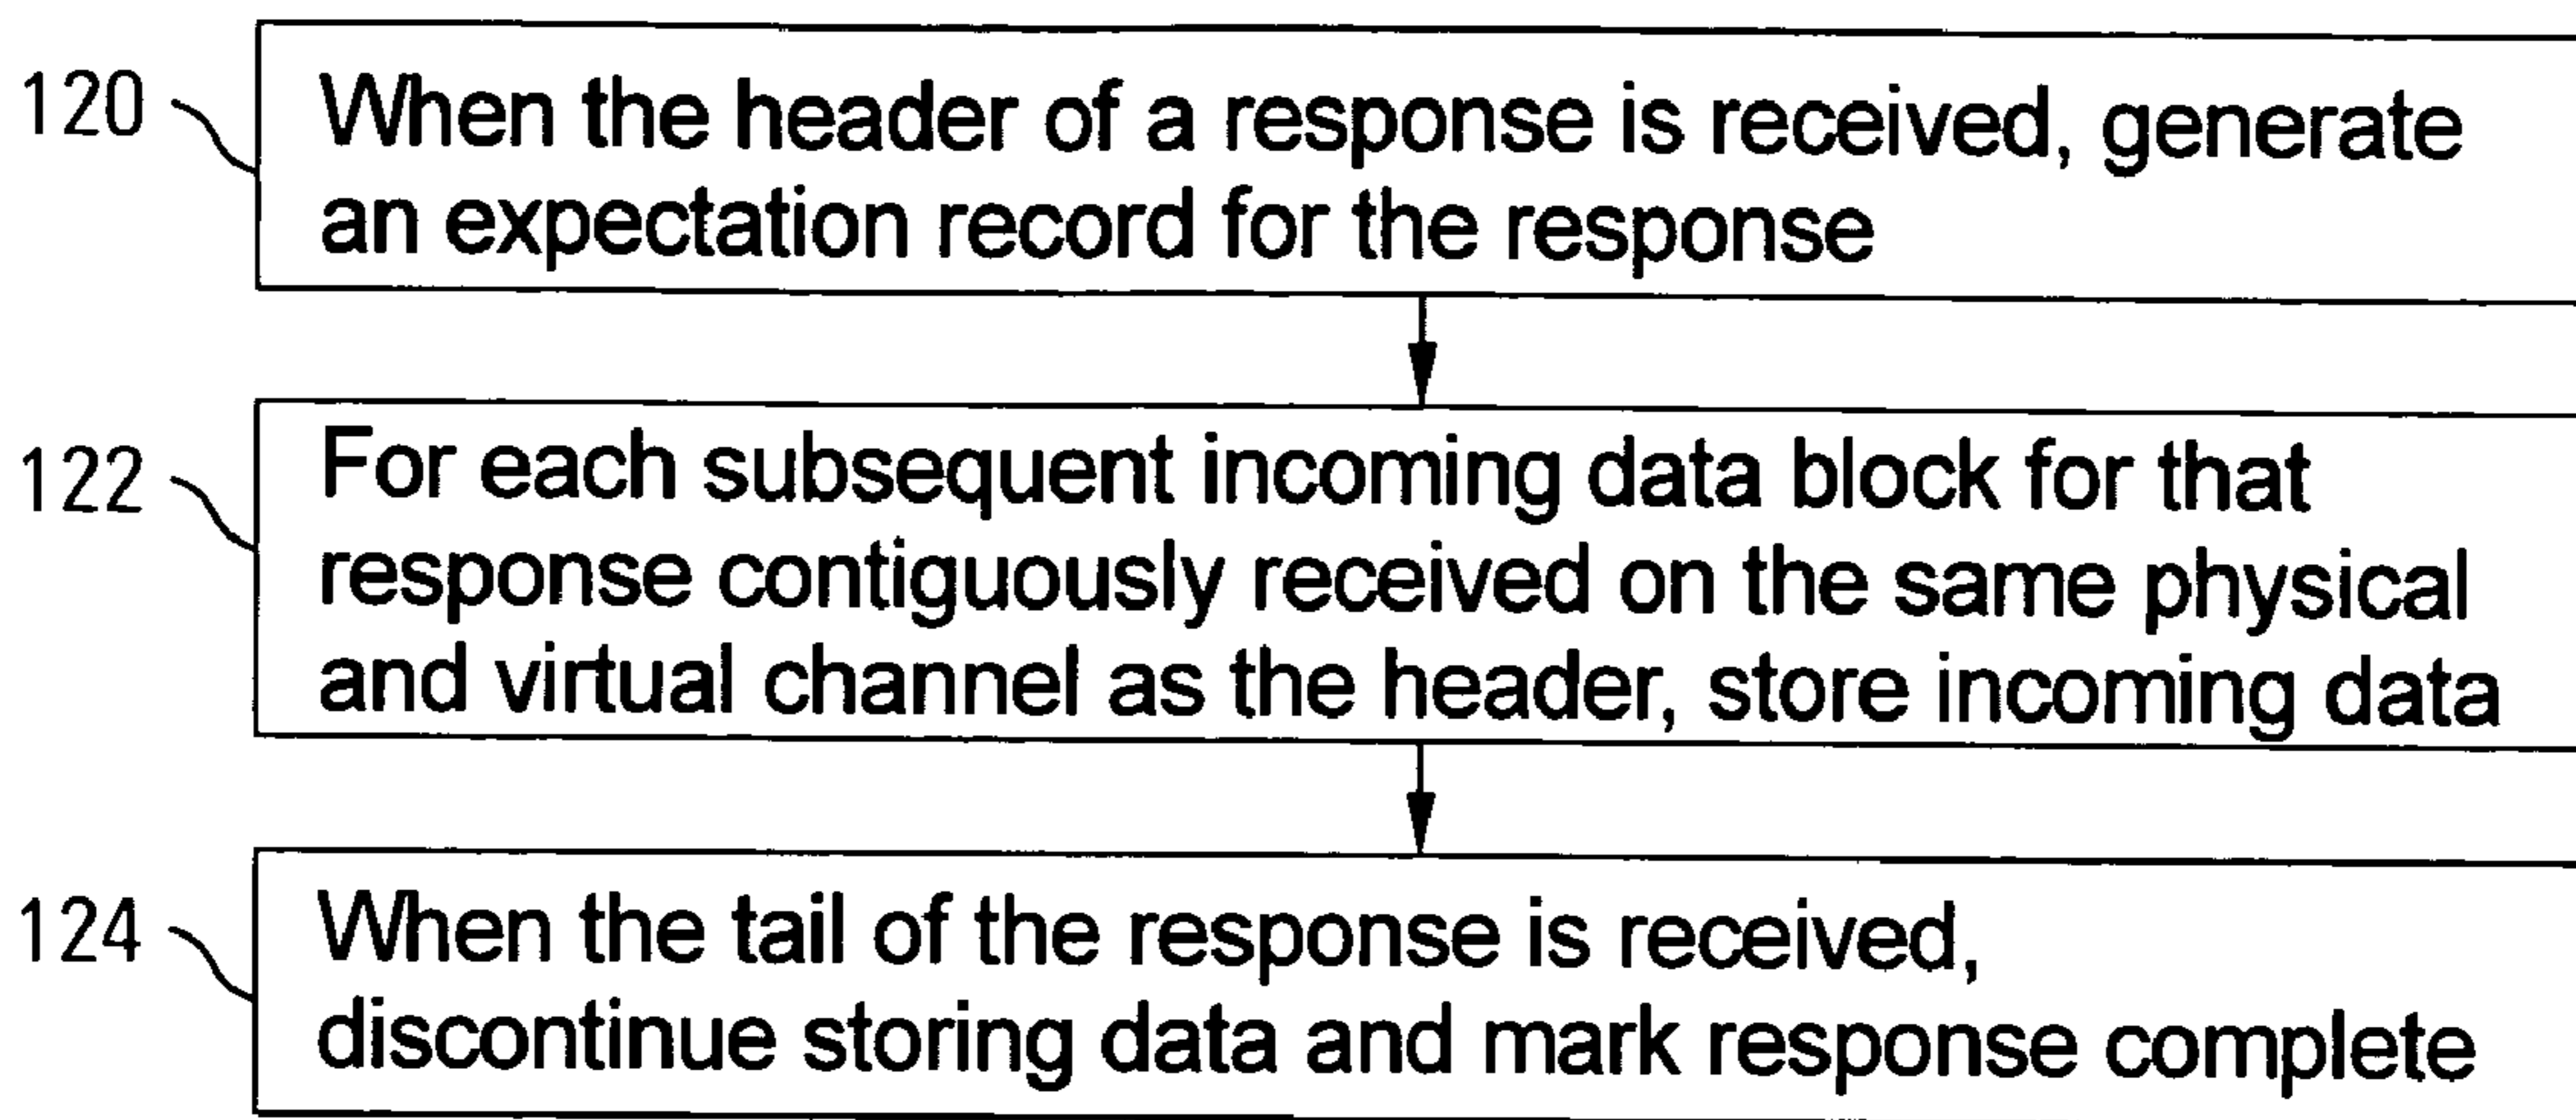 120
When the header of a response is received, generate
an expectation record for the response
122
For each subsequent incoming data block for that
response contiguously received on the same physical
and virtual channel as the header, store incoming data
124
When the tail of the response is received,
discontinue storing data and mark response complete